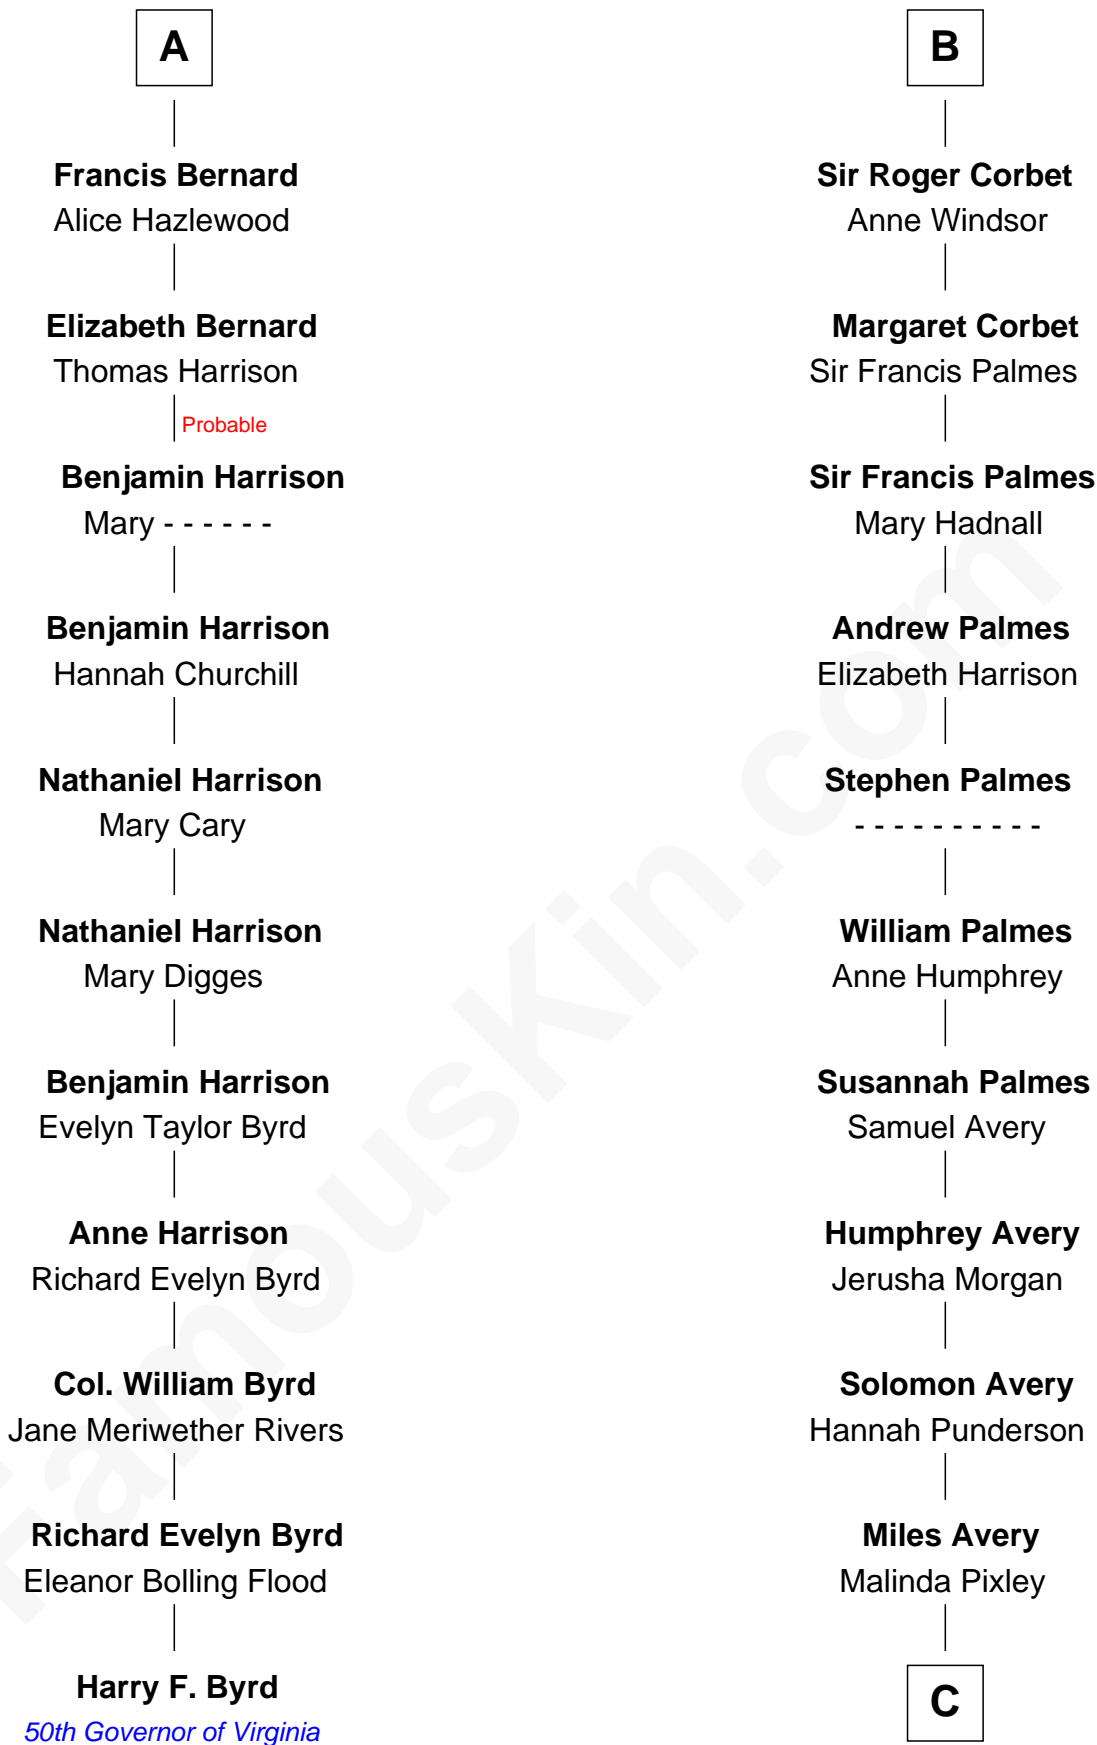 A
Francis Bernard
Alice Hazlewood
Elizabeth Bernard
Thomas Harrison
Probable
Benjamin Harrison
Mary - - - - - -
Benjamin Harrison
Hannah Churchill
Nathaniel Harrison
Mary Cary
Nathaniel Harrison
Mary Digges
Benjamin Harrison
Evelyn Taylor Byrd
Anne Harrison
Richard Evelyn Byrd
Col. William Byrd
Jane Meriwether Rivers
Richard Evelyn Byrd
Eleanor Bolling Flood
Harry F. Byrd
50th Governor of Virginia
B
Sir Roger Corbet
Anne Windsor
Margaret Corbet
Sir Francis Palmes
Sir Francis Palmes
Mary Hadnall
Andrew Palmes
Elizabeth Harrison
Stephen Palmes
- - - - - - - - - -
William Palmes
Anne Humphrey
Susannah Palmes
Samuel Avery
Humphrey Avery
Jerusha Morgan
Solomon Avery
Hannah Punderson
Miles Avery
Malinda Pixley
C
FamousKin.com